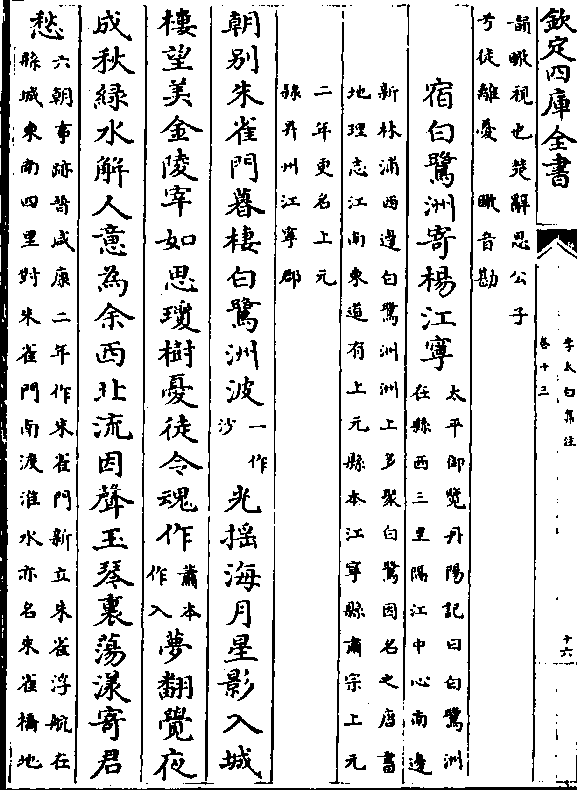 欽定四庫全書
李太白集注
卷十三
十六
韻瞰視也楚辭思公子
兮徒離憂 瞰音勘
宿白鷺洲寄楊江寧
太平御覽丹陽記曰白鷺洲
在縣西三里隔江中心南邊
新林浦西邊白鷺洲洲上多聚白鷺因名之唐書
地理志江南東道有上元縣本江寧縣肅宗上元
二年更名上元
縣昇州江寧郡
朝別朱雀門暮棲白鷺洲波
一作
沙
光揺海月星影入城
樓望美金陵宰如思瓊樹憂徒令魂作
蕭本
作入
夢翻覺夜
成秋緑水解人意為余西北流因聲玉琴裏蕩漾寄君
愁
六朝事跡晉咸康二年作朱雀門新立朱雀浮航在
縣城東南四里對朱雀門南渡淮水亦名朱雀橋地